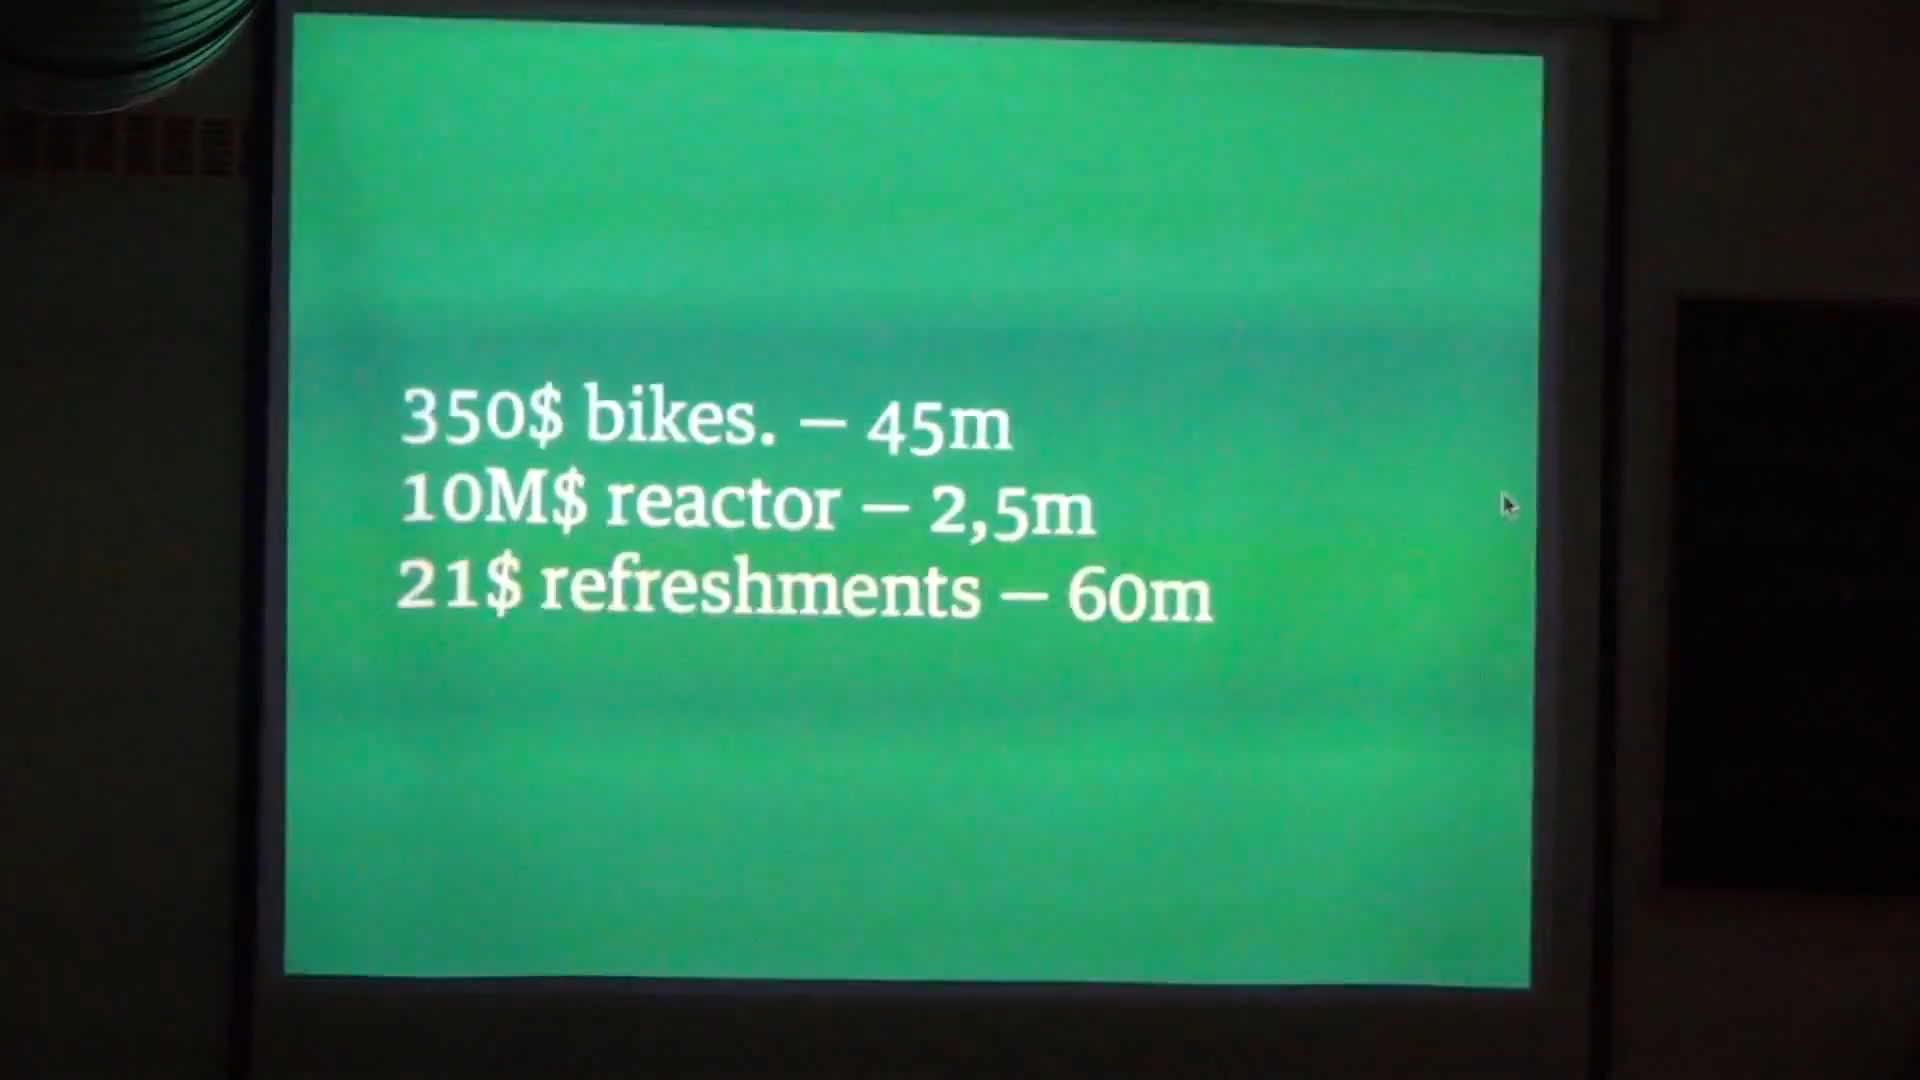 350$ bikes. – 45m
10M$ reactor – 2,5m
21$ refreshments – 60m